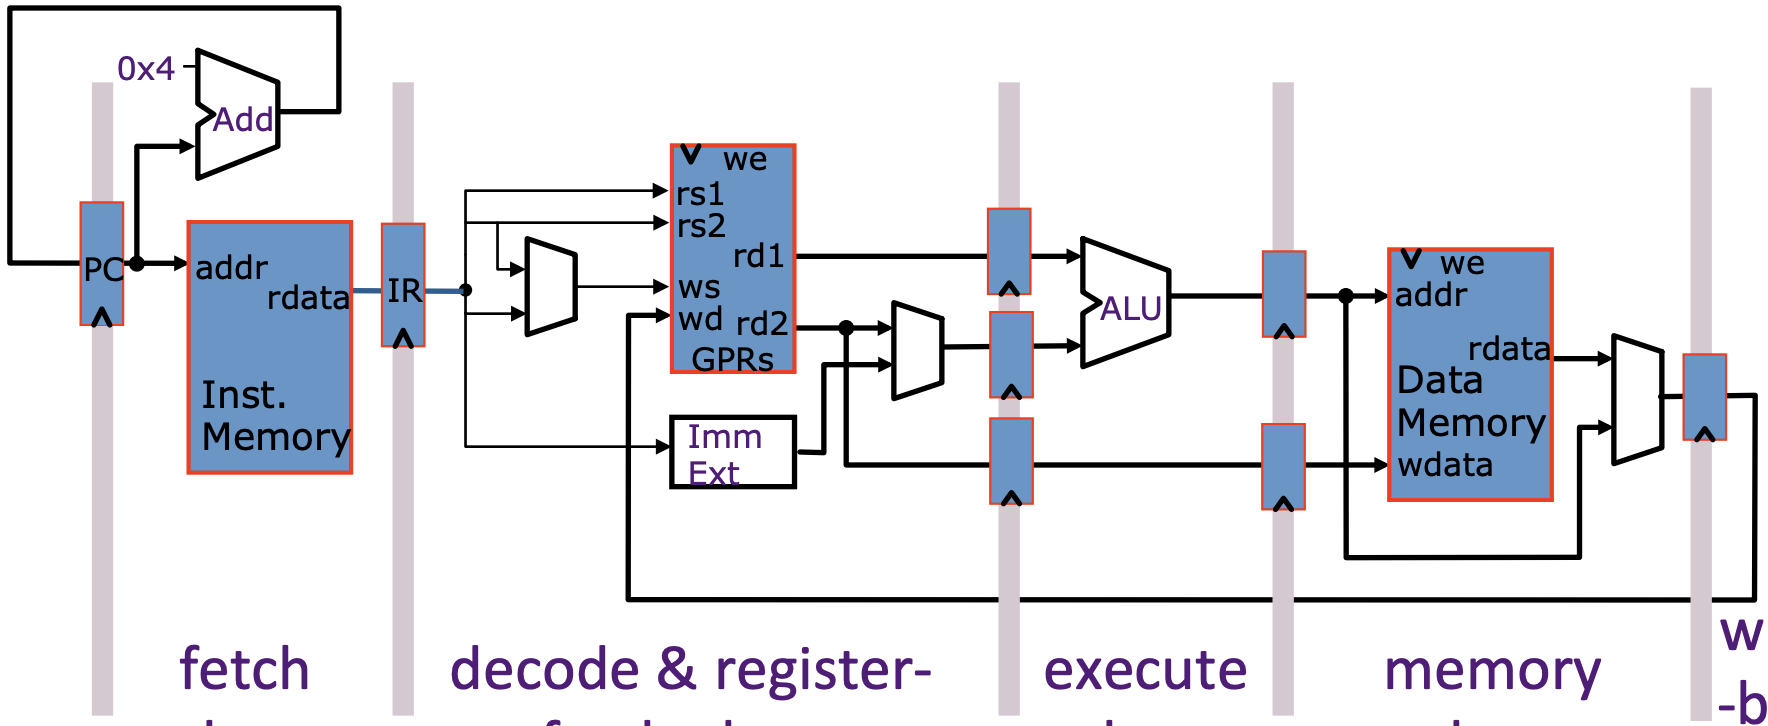 0x4
Add
PC
addr
rdata
Inst.
Memory
IR
we
rs1
rs2
rd1
ws
wd
rd2
GPRs
Imm
Ext
ALU
we
addr
rdata
Data
Memory
wdata
fetch
decode & register-
execute
memory
w
-b